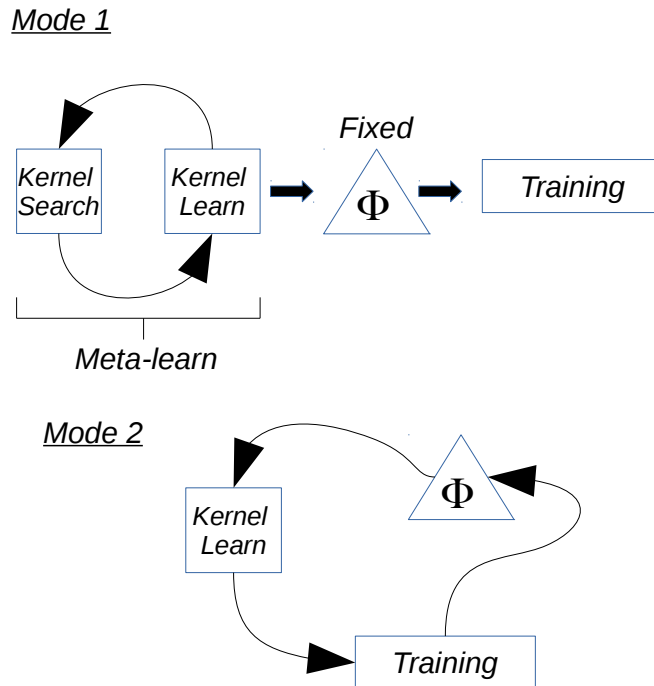 Mode 1
Fixed
Kernel
Search
Kernel
Learn
Φ
Training
Meta-learn
Mode 2
Φ
Kernel
Learn
Training